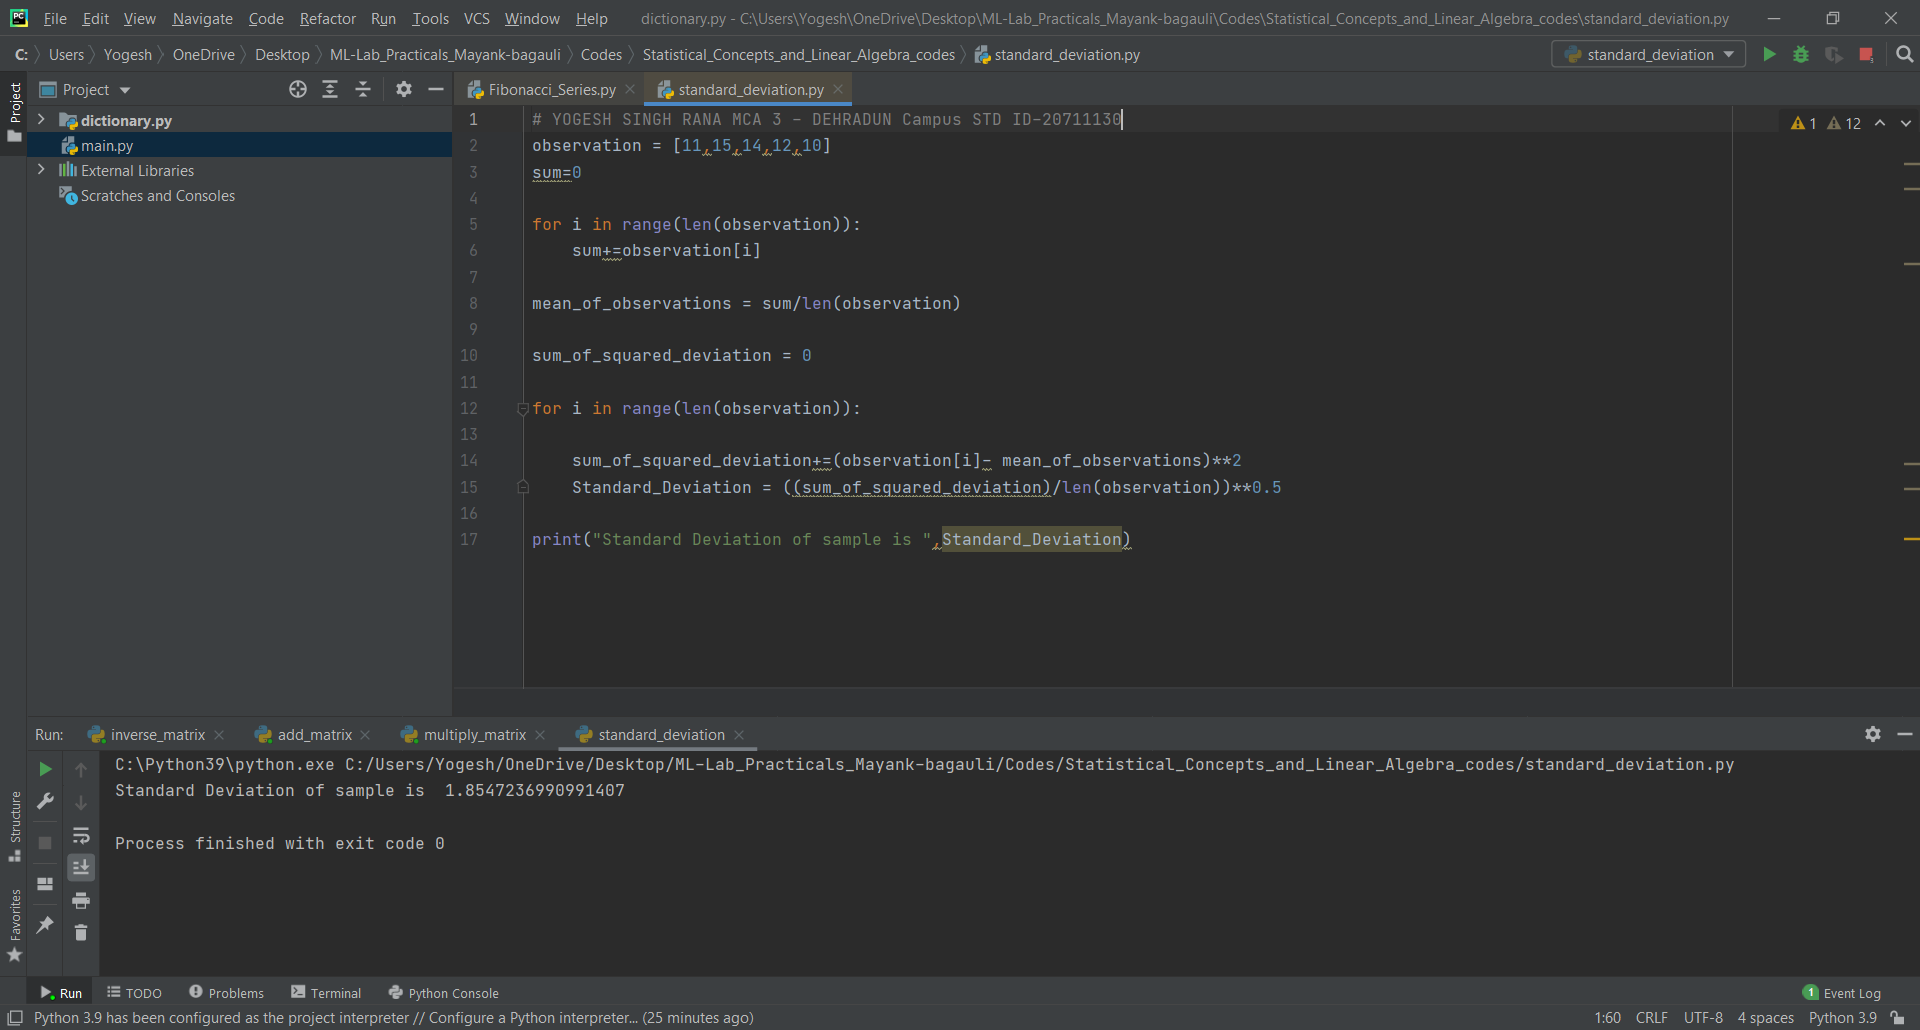 File Edit View Navigate Code Refactor Run Tools VCS Window Help dictionary.py - C:\Users\Yogesh\OneDrive\Desktop\ML-Lab_Practicals_Mayank-bagauli\Codes\Statistical_Concepts_and_Linear_Algebra_codes\standard_deviation.py
C: Users Yogesh OneDrive Desktop ML-Lab_Practicals_Mayank-bagauli Codes Statistical_Concepts_and_Linear_Algebra_codes standard_deviation.py standard_deviation
Project
Project
dictionary.py
main.py
External Libraries
Scratches and Consoles
Fibonacci_Series.py standard_deviation.py
1 12
1 # YOGESH SINGH RANA MCA 3 - DEHRADUN Campus STD ID-20711130
2 observation = [11,15,14,12,10]
3 sum=0
4
5 for i in range(len(observation)):
6 sum+=observation[i]
7
8 mean_of_observations = sum/len(observation)
9
10 sum_of_squared_deviation = 0
11
12 for i in range(len(observation)):
13
14 sum_of_squared_deviation+=(observation[i]- mean_of_observations)**2
15 Standard_Deviation = ((sum_of_squared_deviation)/len(observation))**0.5
16
17 print("Standard Deviation of sample is ",Standard_Deviation)
Run: inverse_matrix add_matrix multiply_matrix standard_deviation
C:\Python39\python.exe C:/Users/Yogesh/OneDrive/Desktop/ML-Lab_Practicals_Mayank-bagauli/Codes/Statistical_Concepts_and_Linear_Algebra_codes/standard_deviation.py
Standard Deviation of sample is  1.8547236990991407
Process finished with exit code 0
Structure
Favorites
Run TODO Problems Terminal Python Console 1 Event Log
Python 3.9 has been configured as the project interpreter // Configure a Python interpreter... (25 minutes ago) 1:60 CRLF UTF-8 4 spaces Python 3.9